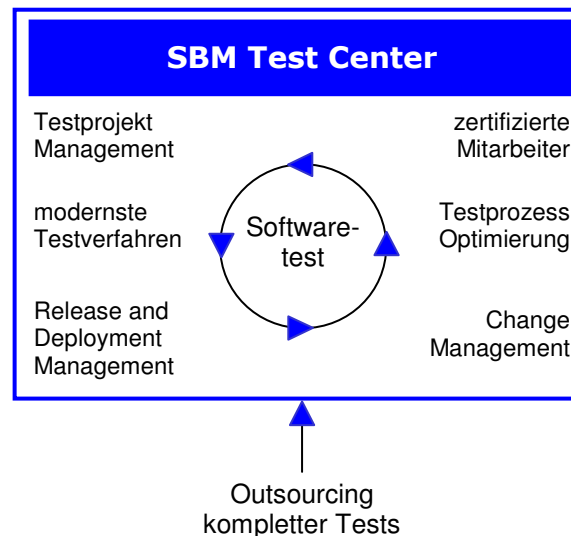 SBM Test Center
Testprojekt
Management
zertifizierte
Mitarbeiter
modernste
Testverfahren
Software-
test
Testprozess
Optimierung
Release and
Deployment
Management
Change
Management
Outsourcing
kompletter Tests